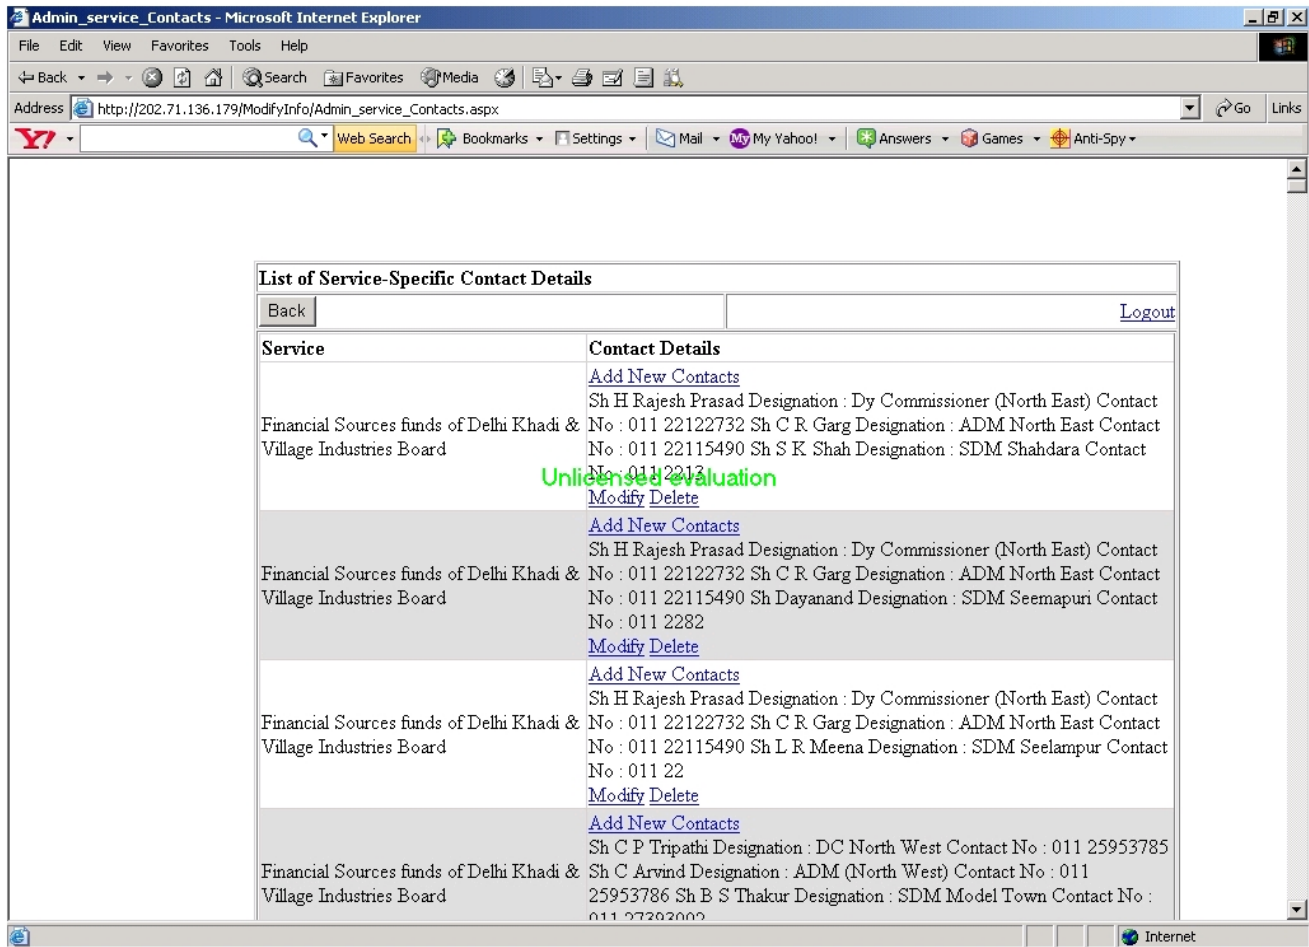 Admin_service_Contacts - Microsoft Internet Explorer
File Edit View Favorites Tools Help
Back Search Favorites Media
Address http://202.71.136.179/ModifyInfo/Admin_service_Contacts.aspx Go Links
Y! Web Search Bookmarks Settings Mail My My Yahoo! Answers Games Anti-Spy
List of Service-Specific Contact Details
Back Logout
Service Contact Details
Add New Contacts
Sh H Rajesh Prasad Designation : Dy Commissioner (North East) Contact
Financial Sources funds of Delhi Khadi & No : 011 22122732 Sh C R Garg Designation : ADM North East Contact
Village Industries Board No : 011 22115490 Sh S K Shah Designation : SDM Shahdara Contact
No : 011 2213
Unlicensed evaluation
Modify Delete
Add New Contacts
Sh H Rajesh Prasad Designation : Dy Commissioner (North East) Contact
Financial Sources funds of Delhi Khadi & No : 011 22122732 Sh C R Garg Designation : ADM North East Contact
Village Industries Board No : 011 22115490 Sh Dayanand Designation : SDM Seemapuri Contact
No : 011 2282
Modify Delete
Add New Contacts
Sh H Rajesh Prasad Designation : Dy Commissioner (North East) Contact
Financial Sources funds of Delhi Khadi & No : 011 22122732 Sh C R Garg Designation : ADM North East Contact
Village Industries Board No : 011 22115490 Sh L R Meena Designation : SDM Seelampur Contact
No : 011 22
Modify Delete
Add New Contacts
Sh C P Tripathi Designation : DC North West Contact No : 011 25953785
Financial Sources funds of Delhi Khadi & Sh C Arvind Designation : ADM (North West) Contact No : 011
Village Industries Board 25953786 Sh B S Thakur Designation : SDM Model Town Contact No :
011 27393002
Internet